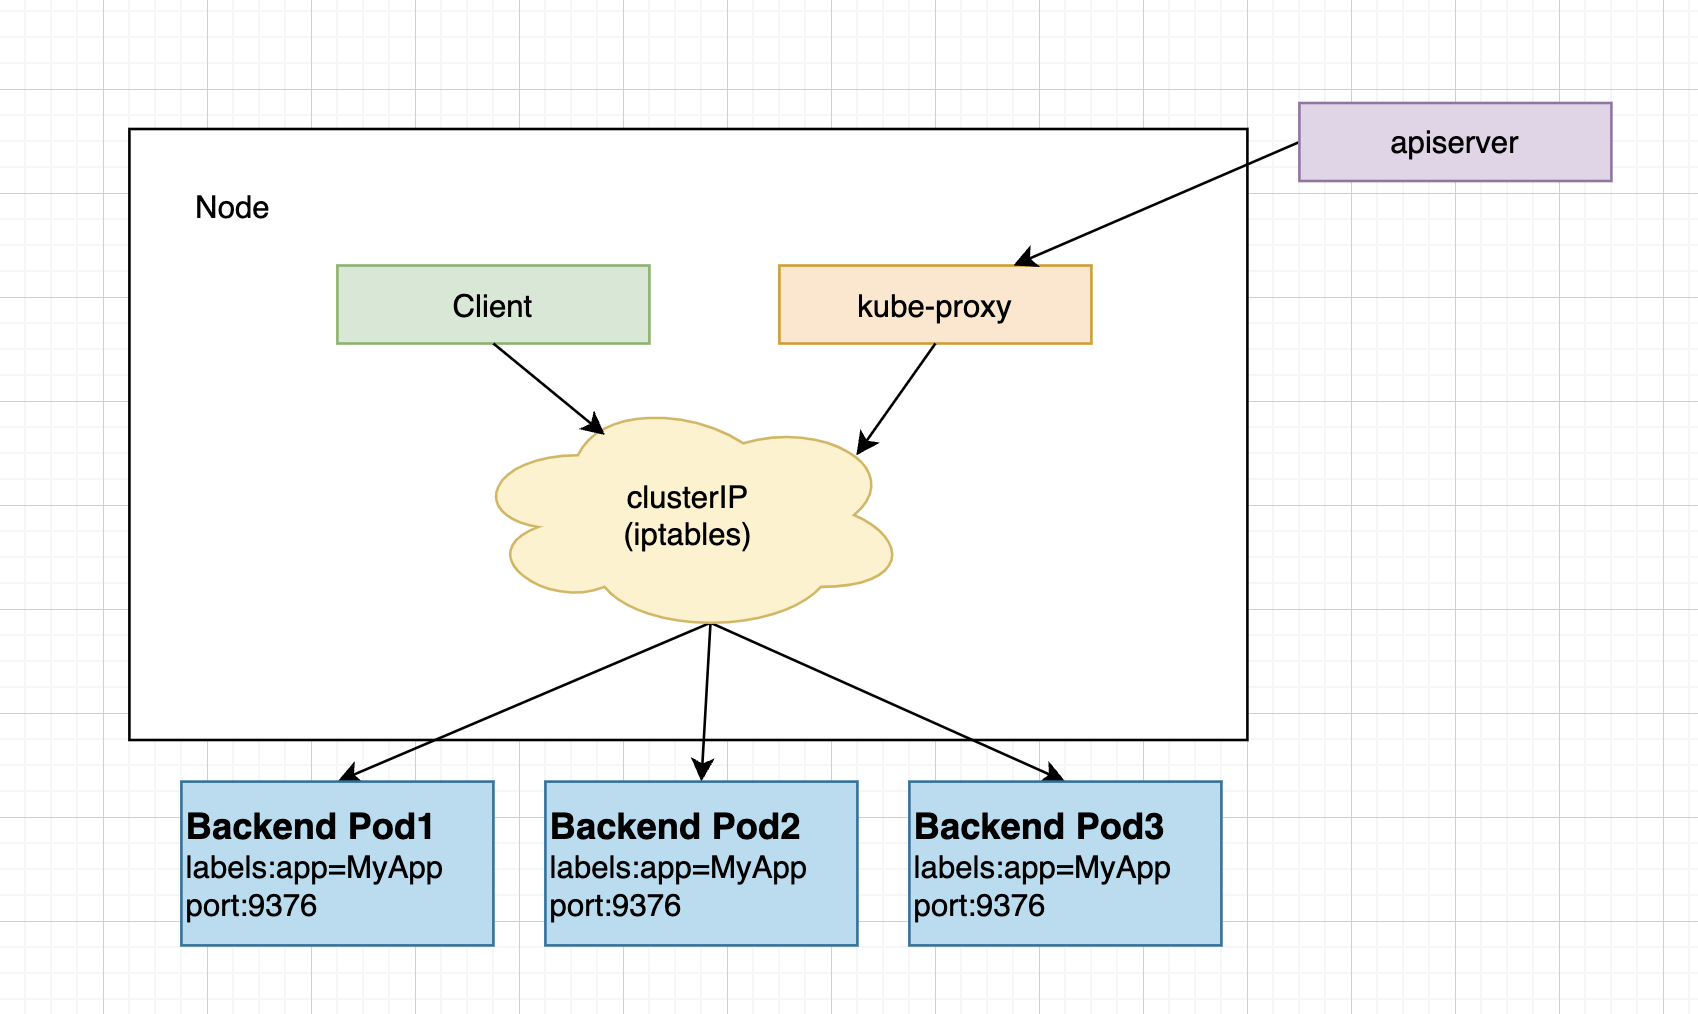 apiserver
Node
Client
kube-proxy
clusterIP
(iptables)
Backend Pod1
labels:app=MyApp
port:9376
Backend Pod2
labels:app=MyApp
port:9376
Backend Pod3
labels:app=MyApp
port:9376